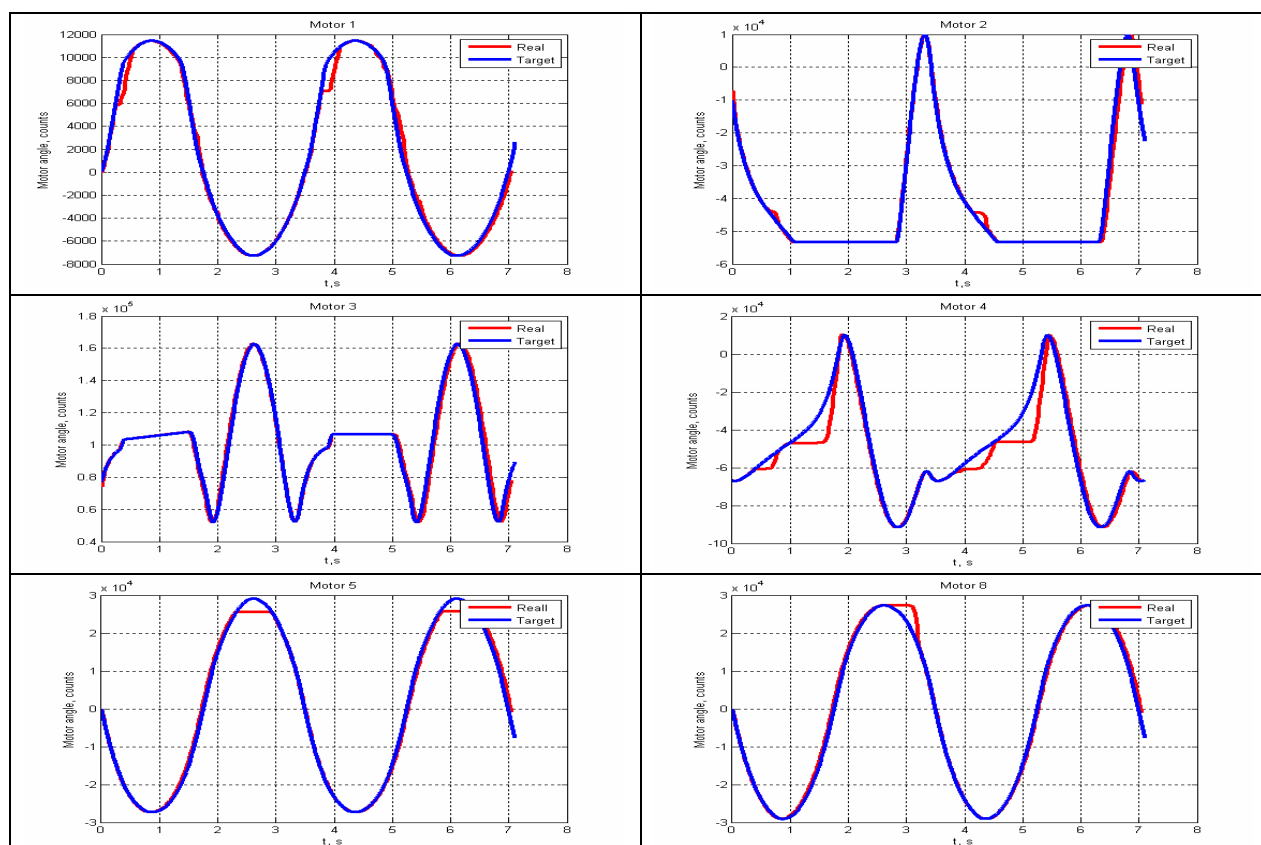 Motor 1
12000
10000
8000
6000
4000
2000
0
-2000
-4000
-6000
-8000
0 1 2 3 4 5 6 7 8
Motor angle, counts
t,s
Real
Target
Motor 2
× 10^4
1
0
-1
-2
-3
-4
-5
-6
0 1 2 3 4 5 6 7 8
Motor angle, counts
t,s
Real
Target
Motor 3
× 10^5
1.8
1.6
1.4
1.2
1
0.8
0.6
0.4
0 1 2 3 4 5 6 7 8
Motor angle, counts
t, s
Real
Target
Motor 4
× 10^4
2
0
-2
-4
-6
-8
-10
0 1 2 3 4 5 6 7 8
Motor angle, counts
t, s
Real
Target
Motor 5
× 10^4
3
2
1
0
-1
-2
-3
0 1 2 3 4 5 6 7 8
Motor angle, counts
t, s
Reall
Target
Motor 8
× 10^4
3
2
1
0
-1
-2
-3
0 1 2 3 4 5 6 7 8
Motor angle, counts
t, s
Real
Target